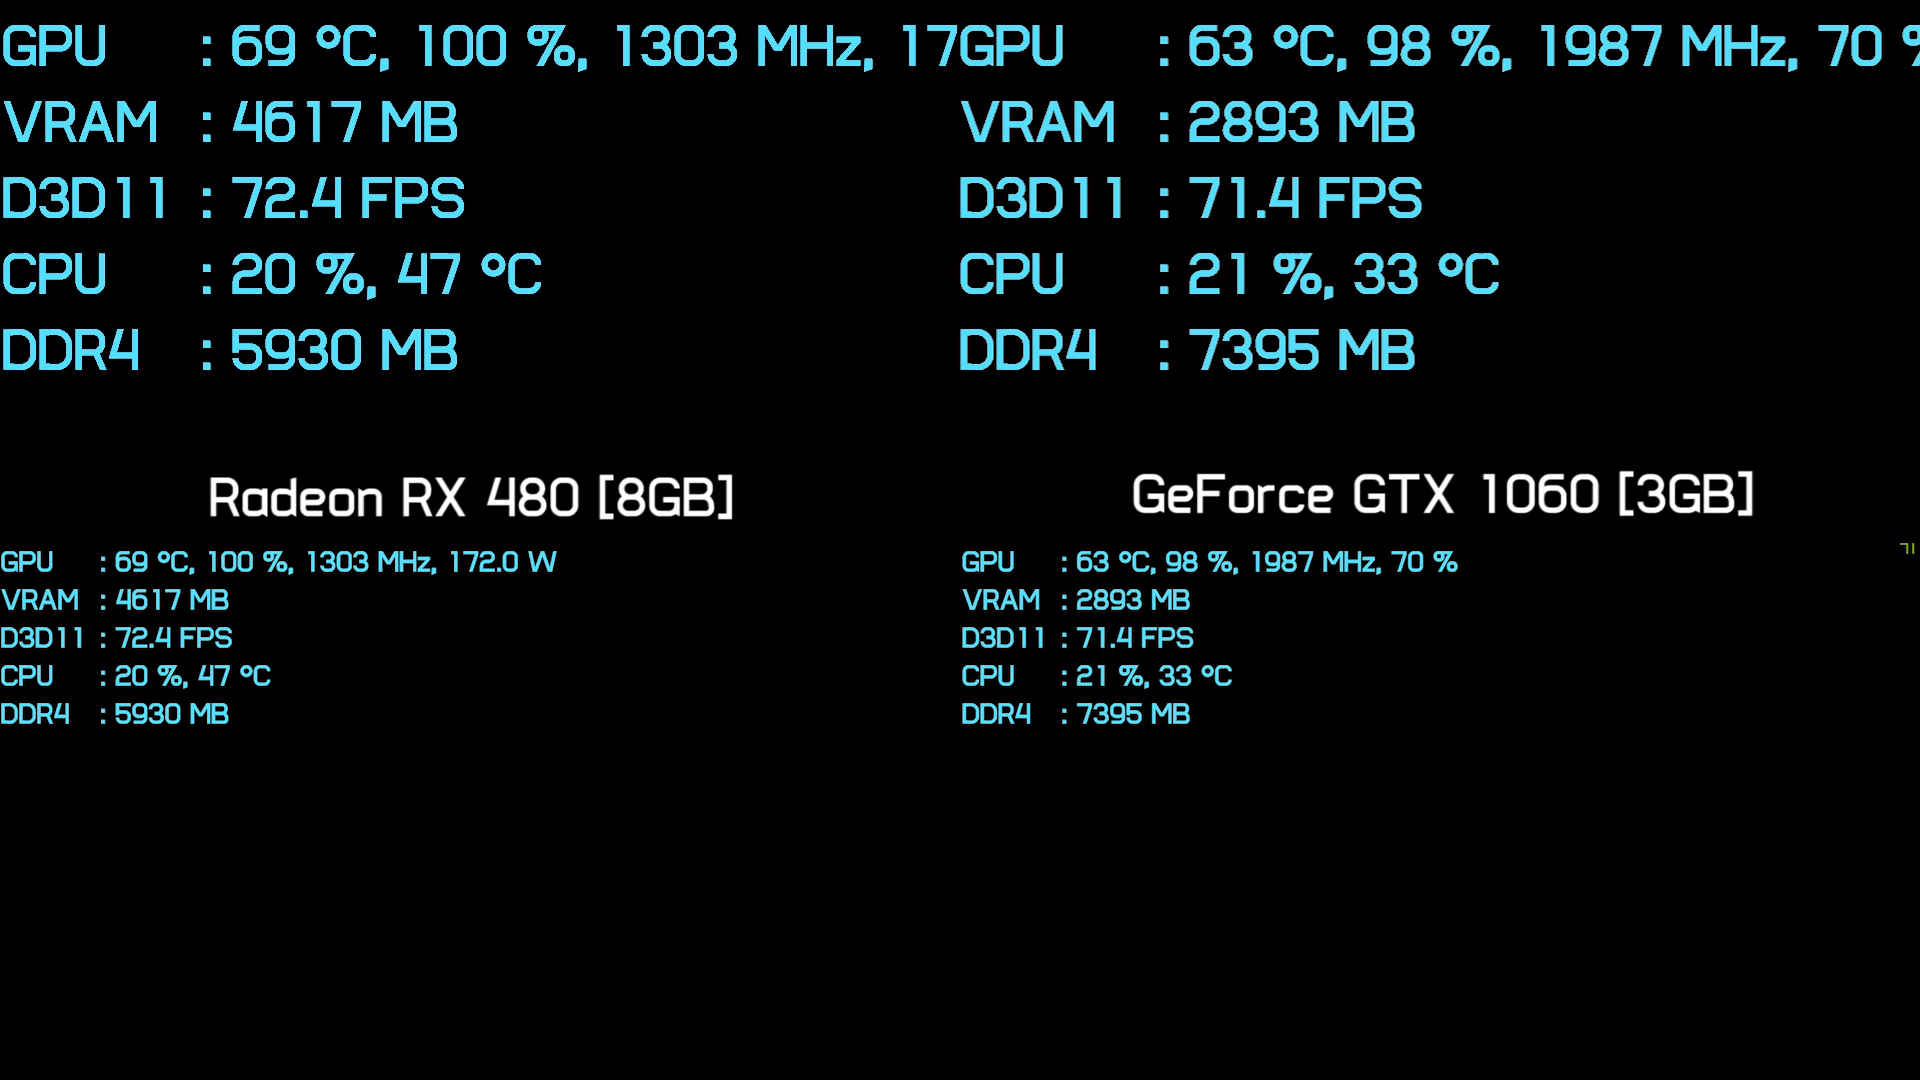 GPU : 69 °C, 100 %, 1303 MHz, 17
VRAM : 4617 MB
D3D11 : 72.4 FPS
CPU : 20 %, 47 °C
DDR4 : 5930 MB
GPU : 63 °C, 98 %, 1987 MHz, 70 %
VRAM : 2893 MB
D3D11 : 71.4 FPS
CPU : 21 %, 33 °C
DDR4 : 7395 MB
Radeon RX 480 [8GB]
GPU : 69 °C, 100 %, 1303 MHz, 172.0 W
VRAM : 4617 MB
D3D11 : 72.4 FPS
CPU : 20 %, 47 °C
DDR4 : 5930 MB
GeForce GTX 1060 [3GB]
GPU : 63 °C, 98 %, 1987 MHz, 70 %
VRAM : 2893 MB
D3D11 : 71.4 FPS
CPU : 21 %, 33 °C
DDR4 : 7395 MB
71